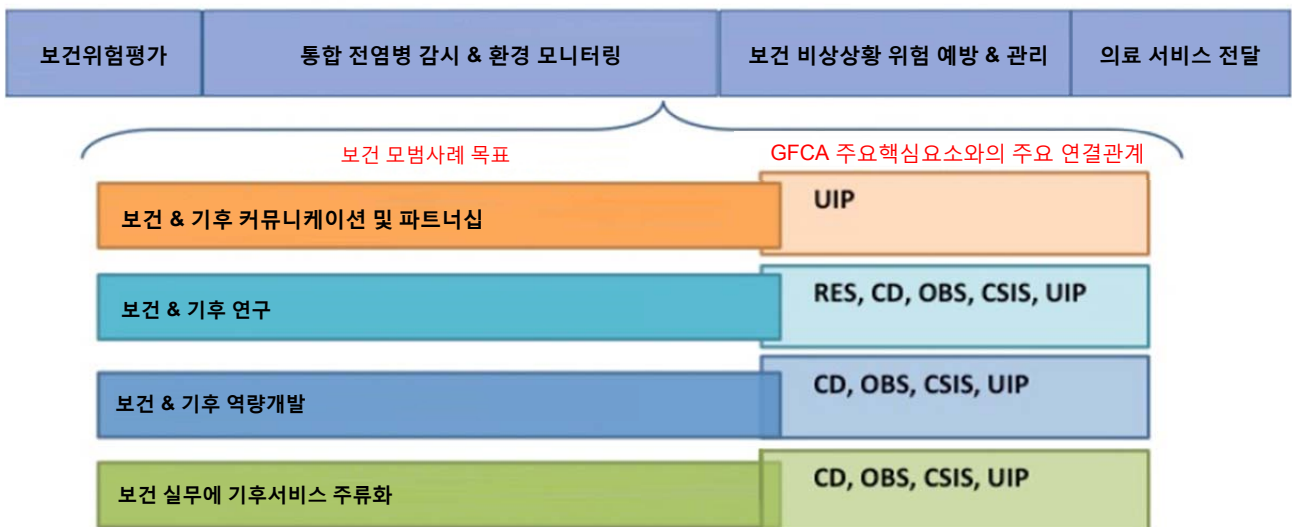 보건위험평가
통합 전염병 감시 & 환경 모니터링
보건 비상상황 위험 예방 & 관리
의료 서비스 전달
보건 모범사례 목표
GFCA 주요핵심요소와의 주요 연결관계
보건 & 기후 커뮤니케이션 및 파트너십
UIP
보건 & 기후 연구
RES, CD, OBS, CSIS, UIP
보건 & 기후 역량개발
CD, OBS, CSIS, UIP
보건 실무에 기후서비스 주류화
CD, OBS, CSIS, UIP